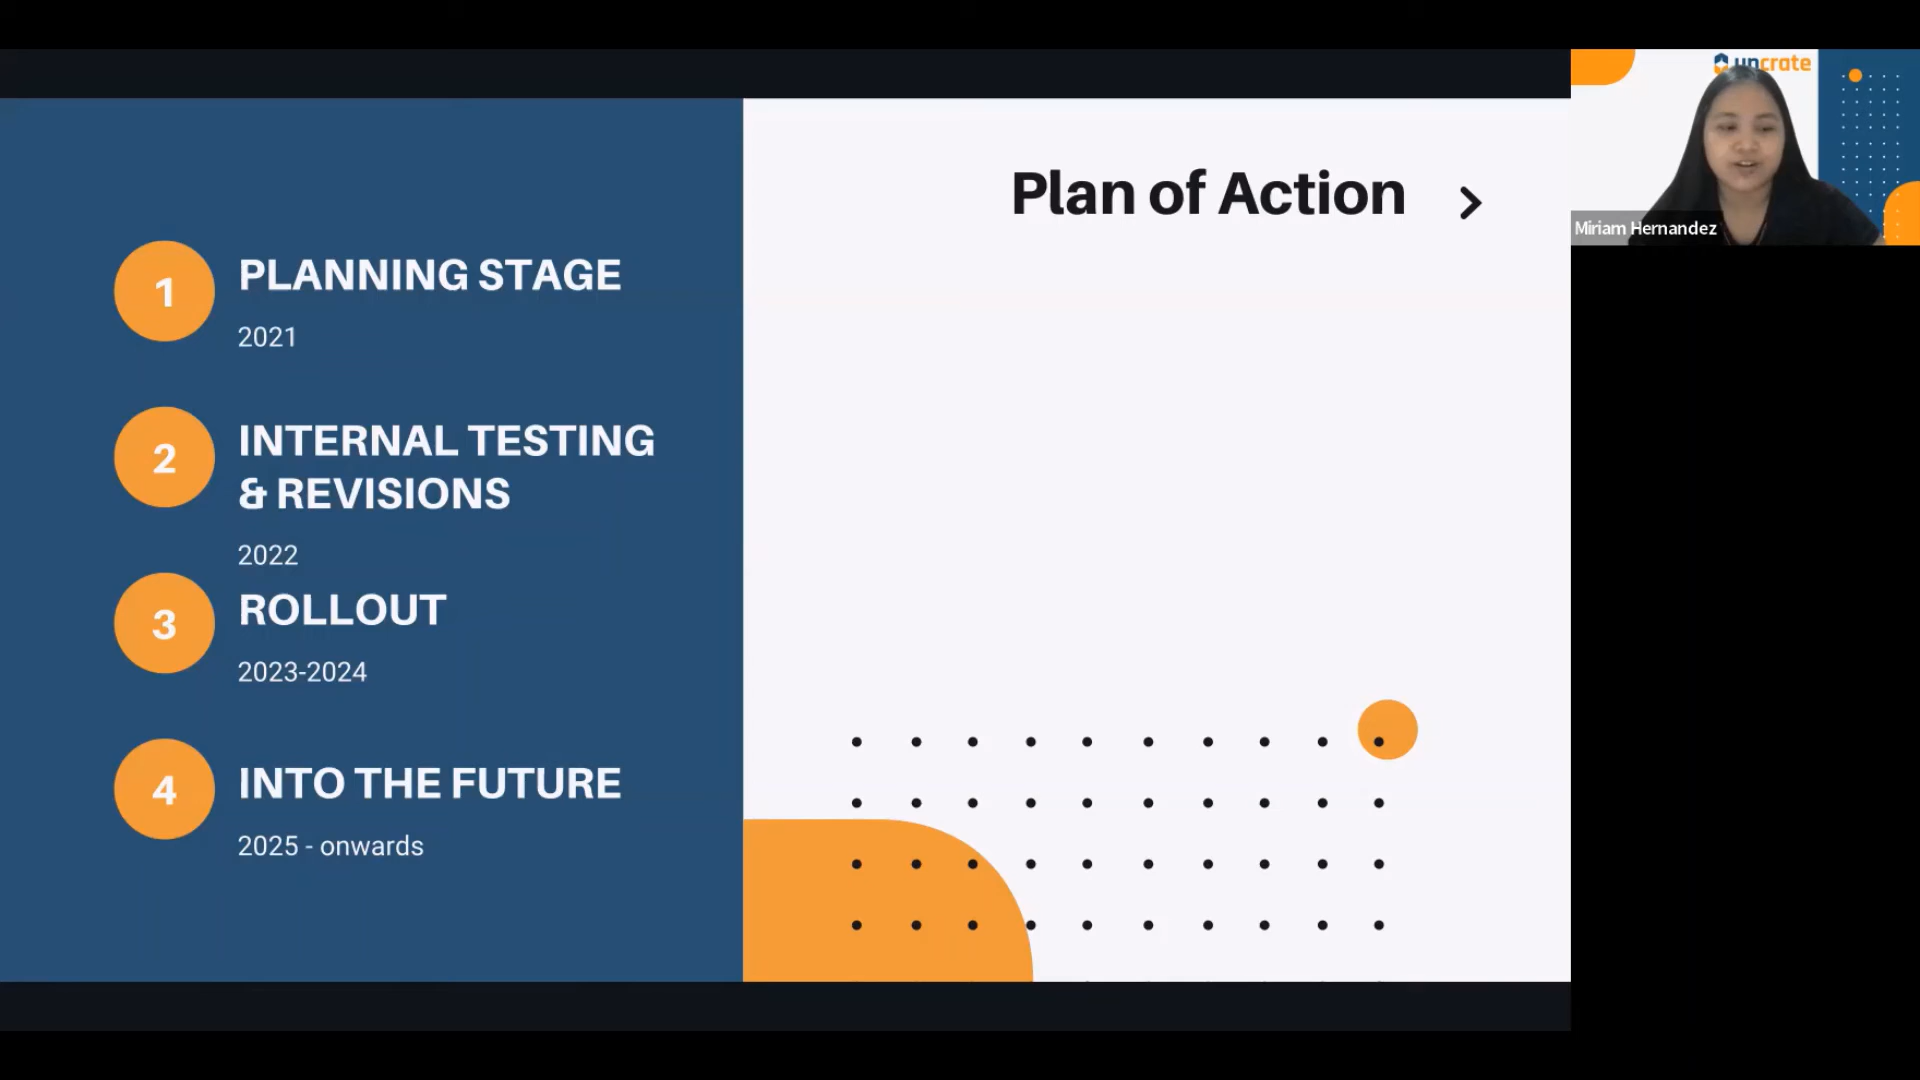 Plan of Action
1
PLANNING STAGE
2021
2
INTERNAL TESTING
& REVISIONS
2022
3
ROLLOUT
2023-2024
4
INTO THE FUTURE
2025 - onwards
uncrate
Miriam Hernandez